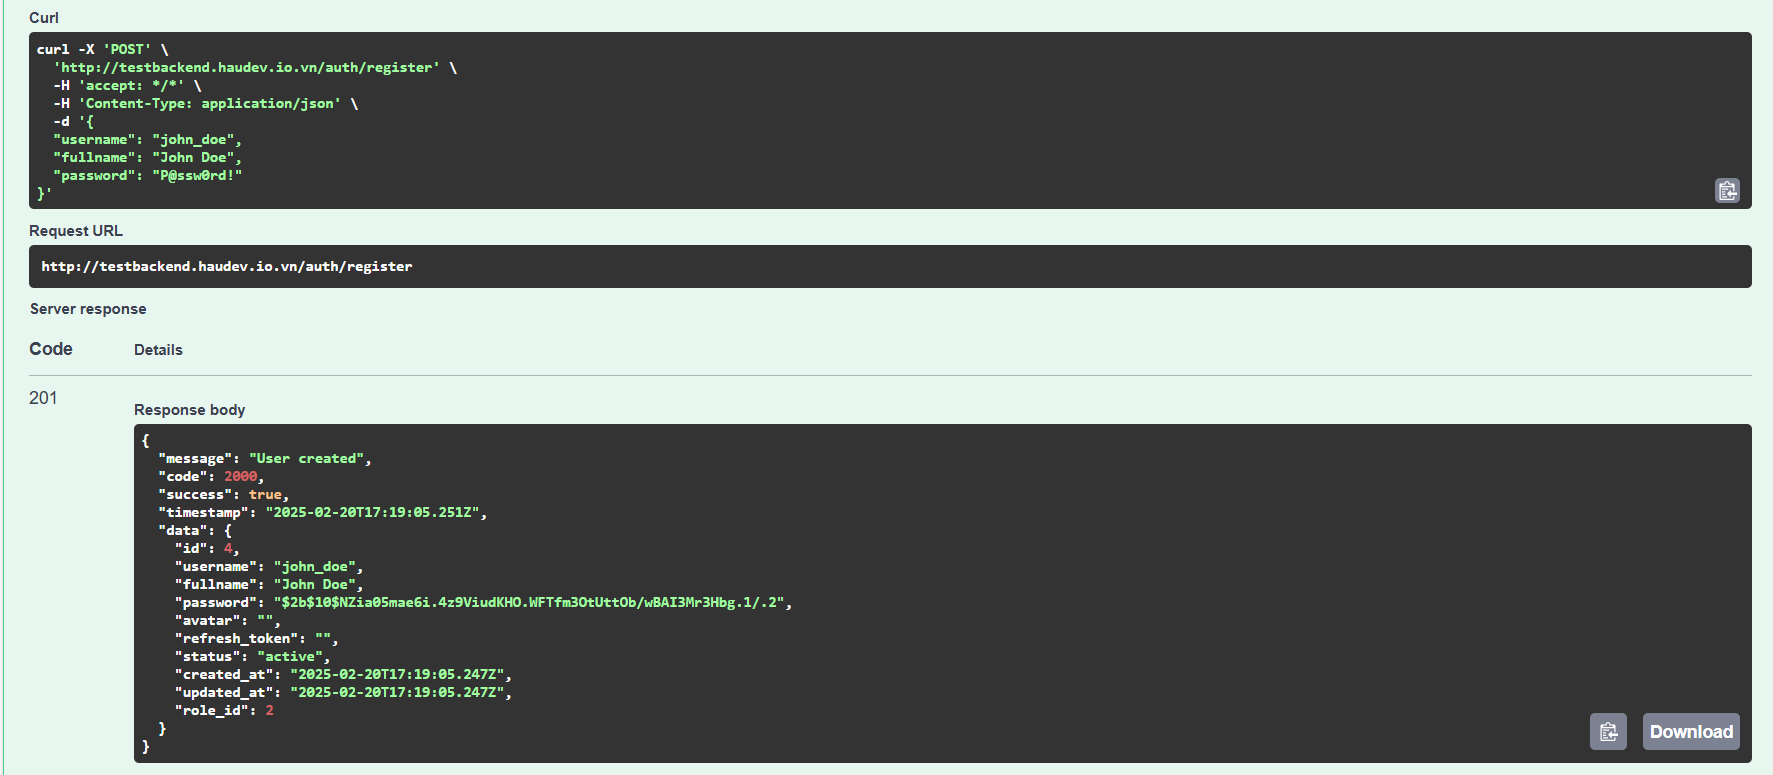 Curl
curl -X 'POST' \
  'http://testbackend.haudev.io.vn/auth/register' \
  -H 'accept: */*' \
  -H 'Content-Type: application/json' \
  -d '{
  "username": "john_doe",
  "fullname": "John Doe",
  "password": "P@ssw0rd!"
}'
Request URL
http://testbackend.haudev.io.vn/auth/register
Server response
Code Details
201
Response body
{
  "message": "User created",
  "code": 2000,
  "success": true,
  "timestamp": "2025-02-20T17:19:05.251Z",
  "data": {
    "id": 4,
    "username": "john_doe",
    "fullname": "John Doe",
    "password": "$2b$10$NZia05mae6i.4z9ViudKHO.WFTfm3OtUttOb/wBAI3Mr3Hbg.1/.2",
    "avatar": "",
    "refresh_token": "",
    "status": "active",
    "created_at": "2025-02-20T17:19:05.247Z",
    "updated_at": "2025-02-20T17:19:05.247Z",
    "role_id": 2
  }
}
Download